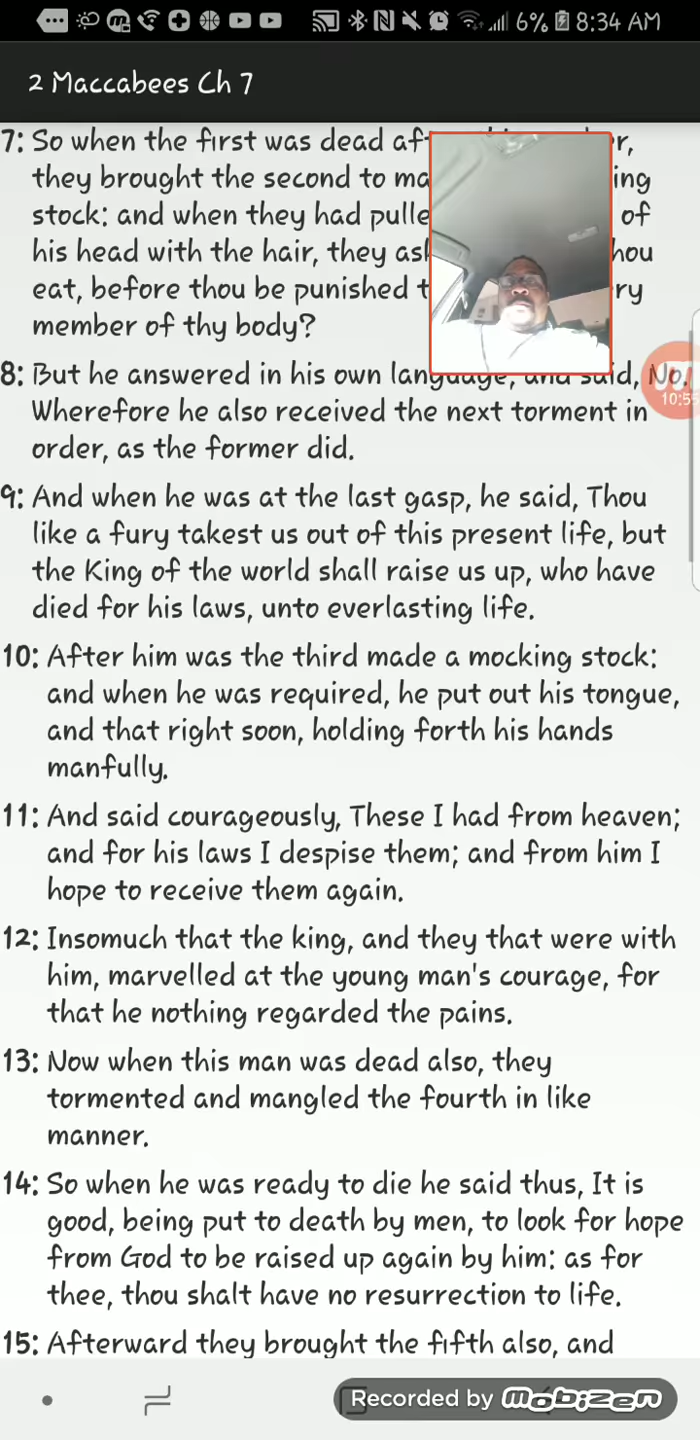 6% 8:34 AM
2 Maccabees Ch 7
7: So when the first was dead r,
they brought the second to ing
stock: and when they had of
his head with the hair, they
eat, before thou be punished
member of thy body?
8: But he answered in his own language, and said, No.
10:5
Wherefore he also received the next torment in
order, as the former did.
9: And when he was at the last gasp, he said, Thou
like a fury takest us out of this present life, but
the King of the world shall raise us up, who have
died for his laws, unto everlasting life.
10: After him was the third made a mocking stock:
and when he was required, he put out his tongue,
and that right soon, holding forth his hands
manfully.
11: And said courageously, These I had from heaven;
and for his laws I despise them; and from him I
hope to receive them again.
12: Insomuch that the king, and they that were with
him, marvelled at the young man's courage, for
that he nothing regarded the pains.
13: Now when this man was dead also, they
tormented and mangled the fourth in like
manner.
14: So when he was ready to die he said thus, It is
good, being put to death by men, to look for hope
from God to be raised up again by him: as for
thee, thou shalt have no resurrection to life.
15: Afterward they brought the fifth also, and
Recorded by mobizen